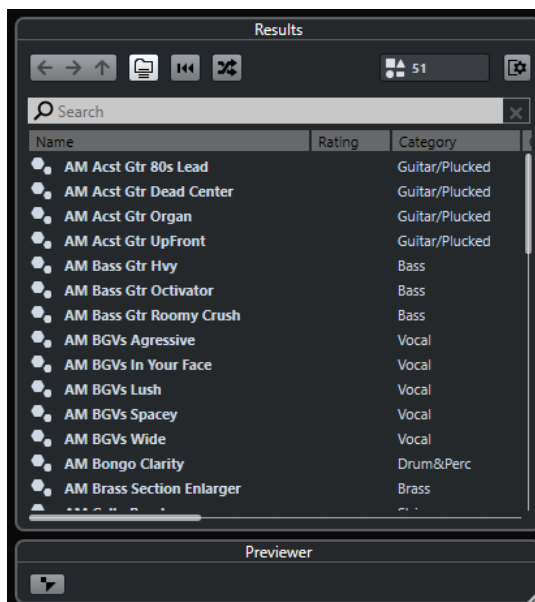 Results
51
Search
Name Rating Category
AM Acst Gtr 80s Lead Guitar/Plucked
AM Acst Gtr Dead Center Guitar/Plucked
AM Acst Gtr Organ Guitar/Plucked
AM Acst Gtr UpFront Guitar/Plucked
AM Bass Gtr Hvy Bass
AM Bass Gtr Octivator Bass
AM Bass Gtr Roomy Crush Bass
AM BGVs Agressive Vocal
AM BGVs In Your Face Vocal
AM BGVs Lush Vocal
AM BGVs Spacey Vocal
AM BGVs Wide Vocal
AM Bongo Clarity Drum&Perc
AM Brass Section Enlarger Brass
Previewer